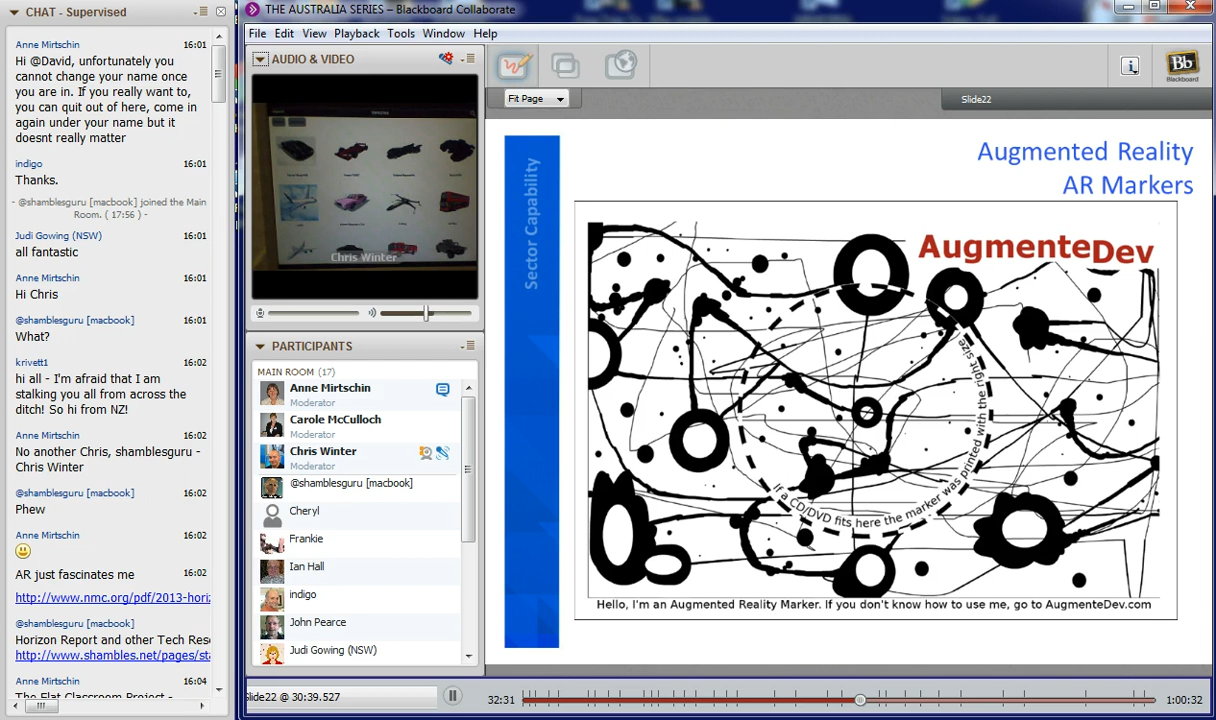 CHAT - Supervised
Anne Mirtschin 16:01
Hi @David, unfortunately you
cannot change your name once
you are in. If you really want to,
you can quit out of here, come in
again under your name but it
doesnt really matter
indigo 16:01
Thanks.
- @shamblesguru [macbook] joined the Main
Room. ( 17:56 ) -
Judi Gowing (NSW) 16:01
all fantastic
Anne Mirtschin 16:01
Hi Chris
@shamblesguru [macbook] 16:01
What?
krivett1 16:02
hi all - I'm afraid that I am
stalking you all from across the
ditch! So hi from NZ!
Anne Mirtschin 16:02
No another Chris, shamblesguru -
Chris Winter
@shamblesguru [macbook] 16:02
Phew
Anne Mirtschin 16:02
AR just fascinates me 16:02
http://www.nmc.org/pdf/2013-hori
@shamblesguru [macbook] 16:02
Horizon Report and other Tech Res
http://www.shambles.net/pages/sta
Anne Mirtschin 16:04
The Flat Classroom Project -
THE AUSTRALIA SERIES – Blackboard Collaborate
File Edit View Playback Tools Window Help
AUDIO & VIDEO
Chris Winter
PARTICIPANTS
MAIN ROOM (17)
Anne Mirtschin
Moderator
Carole McCulloch
Moderator
Chris Winter
Moderator
@shamblesguru [macbook]
Cheryl
Frankie
Ian Hall
indigo
John Pearce
Judi Gowing (NSW)
Slide22 @ 30:39.527
Bb
Blackboard
Fit Page
Slide22
Sector Capability
Augmented Reality
AR Markers
AugmenteDev
If a CD/DVD fits here the marker was printed with the right size.
Hello, I'm an Augmented Reality Marker. If you don't know how to use me, go to AugmenteDev.com
32:31 1:00:32